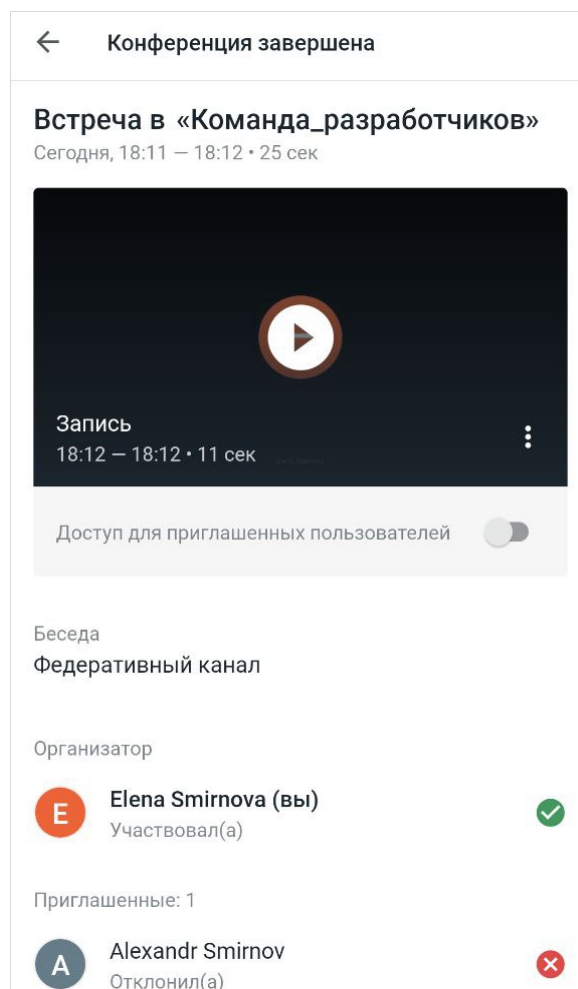 Конференция завершена
Встреча в «Команда_разработчиков»
Сегодня, 18:11 — 18:12 • 25 сек
Запись
18:12 — 18:12 • 11 сек
Доступ для приглашенных пользователей
Беседа
Федеративный канал
Организатор
E
Elena Smirnova (вы)
Участвовал(а)
Приглашенные: 1
A
Alexandr Smirnov
Отклонил(а)